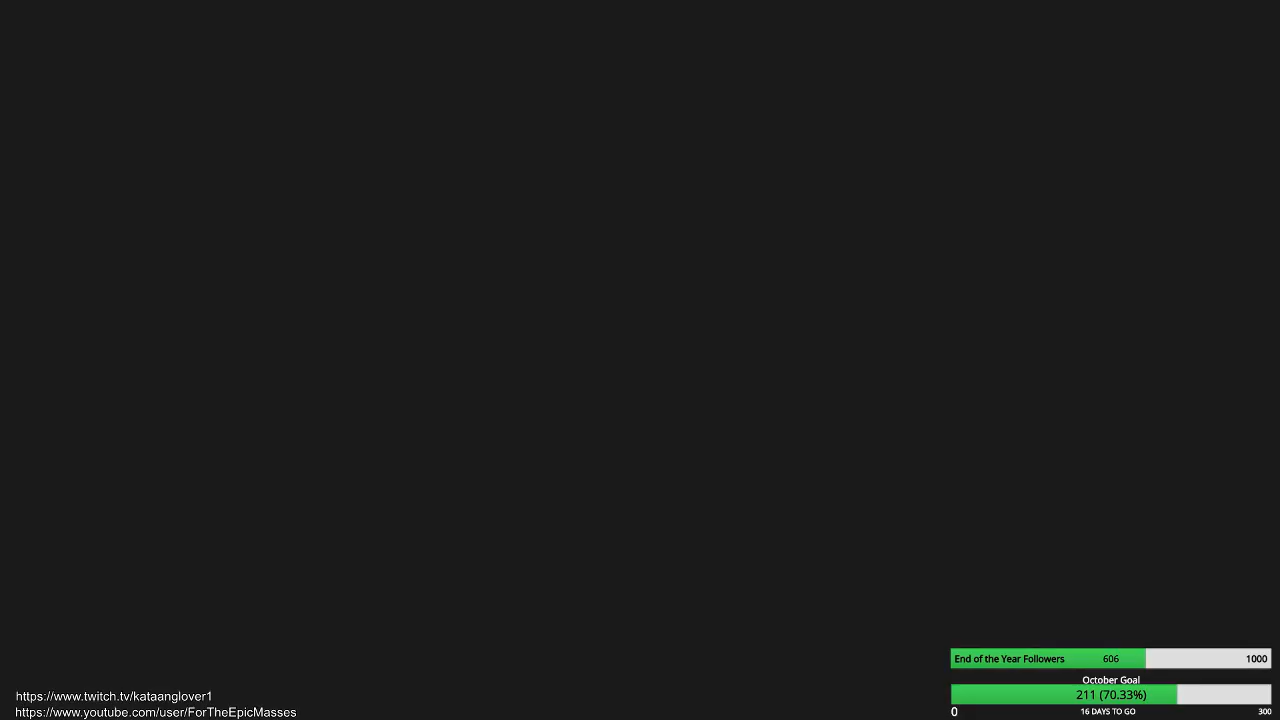 End of the Year Followers 606 1000
October Goal
211 (70.33%)
0 16 DAYS TO GO 300
https://www.twitch.tv/kataanglover1
https://www.youtube.com/user/ForTheEpicMasses